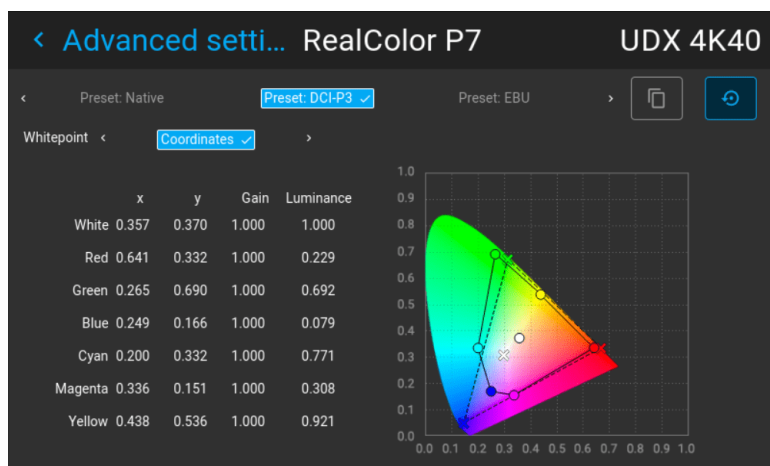 ‹ Advanced setti... RealColor P7 UDX 4K40
‹ Preset: Native Preset: DCI-P3 ✓ Preset: EBU ›
Whitepoint ‹ Coordinates ✓ ›
x y Gain Luminance
White 0.357 0.370 1.000 1.000
Red 0.641 0.332 1.000 0.229
Green 0.265 0.690 1.000 0.692
Blue 0.249 0.166 1.000 0.079
Cyan 0.200 0.332 1.000 0.771
Magenta 0.336 0.151 1.000 0.308
Yellow 0.438 0.536 1.000 0.921
1.0
0.9
0.8
0.7
0.6
0.5
0.4
0.3
0.2
0.1
0.0
0.0 0.1 0.2 0.3 0.4 0.5 0.6 0.7 0.8 0.9 1.0